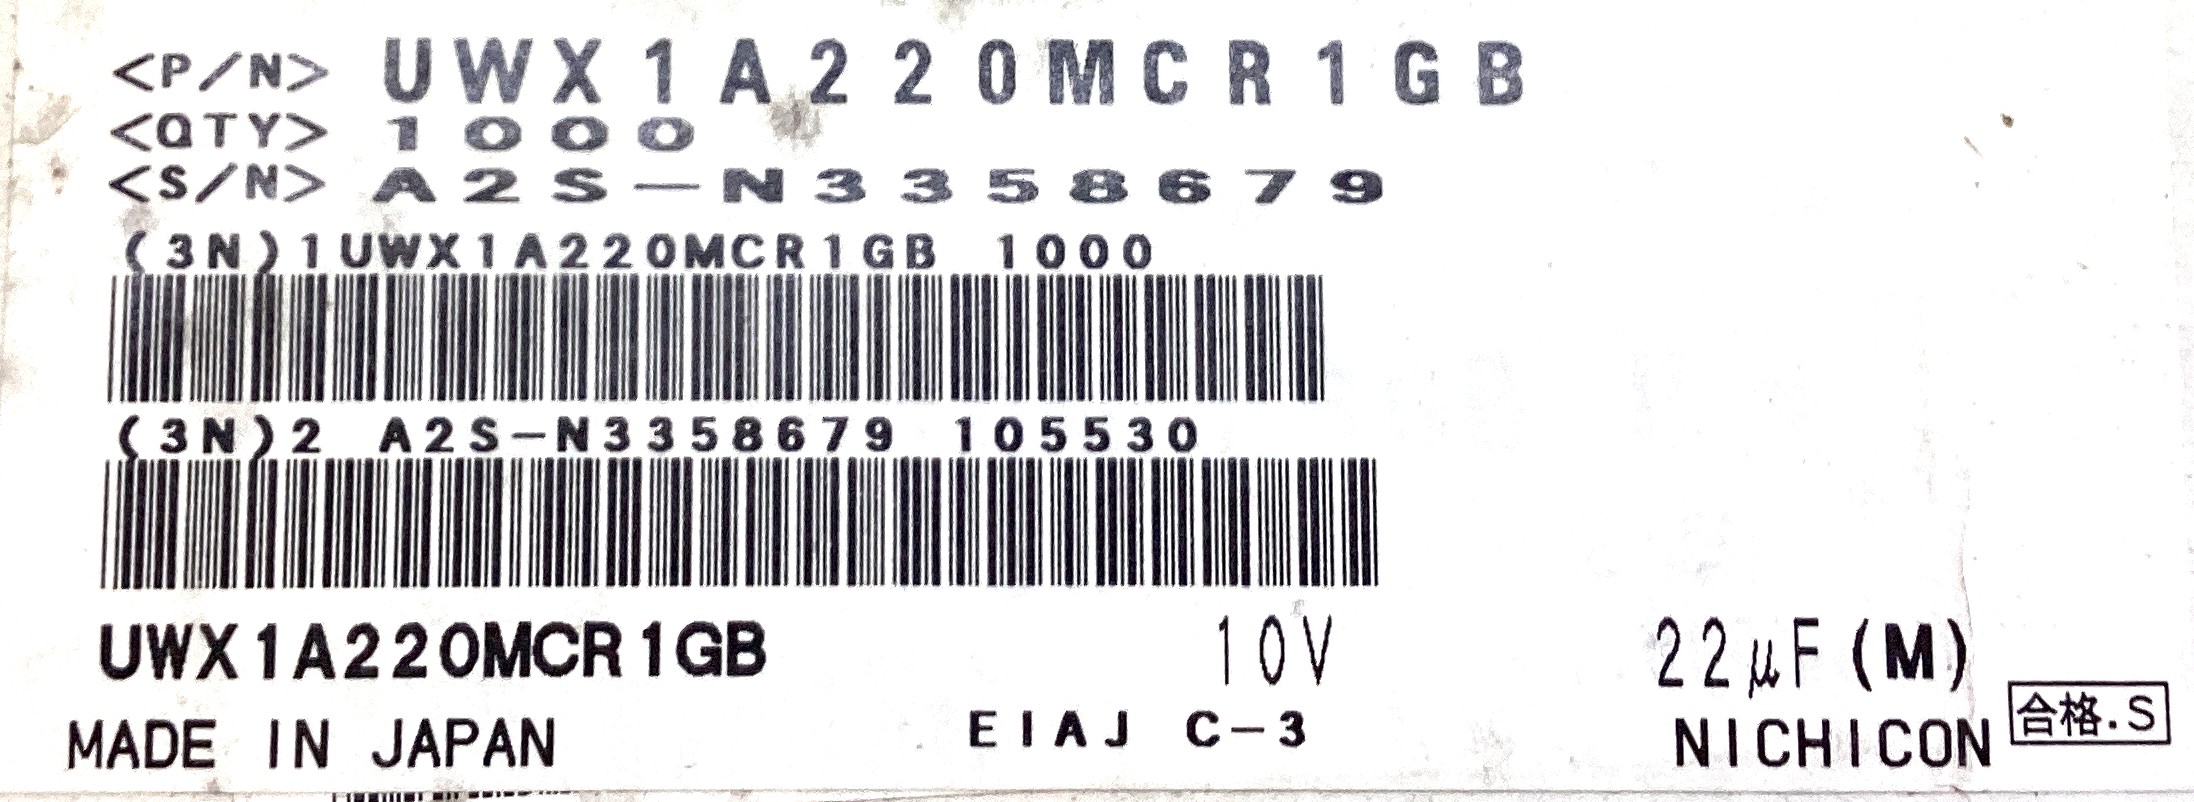 <P/N> UWX1A220MCR1GB
<QTY> 1000
<S/N> A2S-N3358679
(3N)1UWX1A220MCR1GB 1000
(3N)2 A2S-N3358679 105530
UWX1A220MCR1GB 10V 22μF(M)
MADE IN JAPAN EIAJ C-3 NICHICON 合格.S